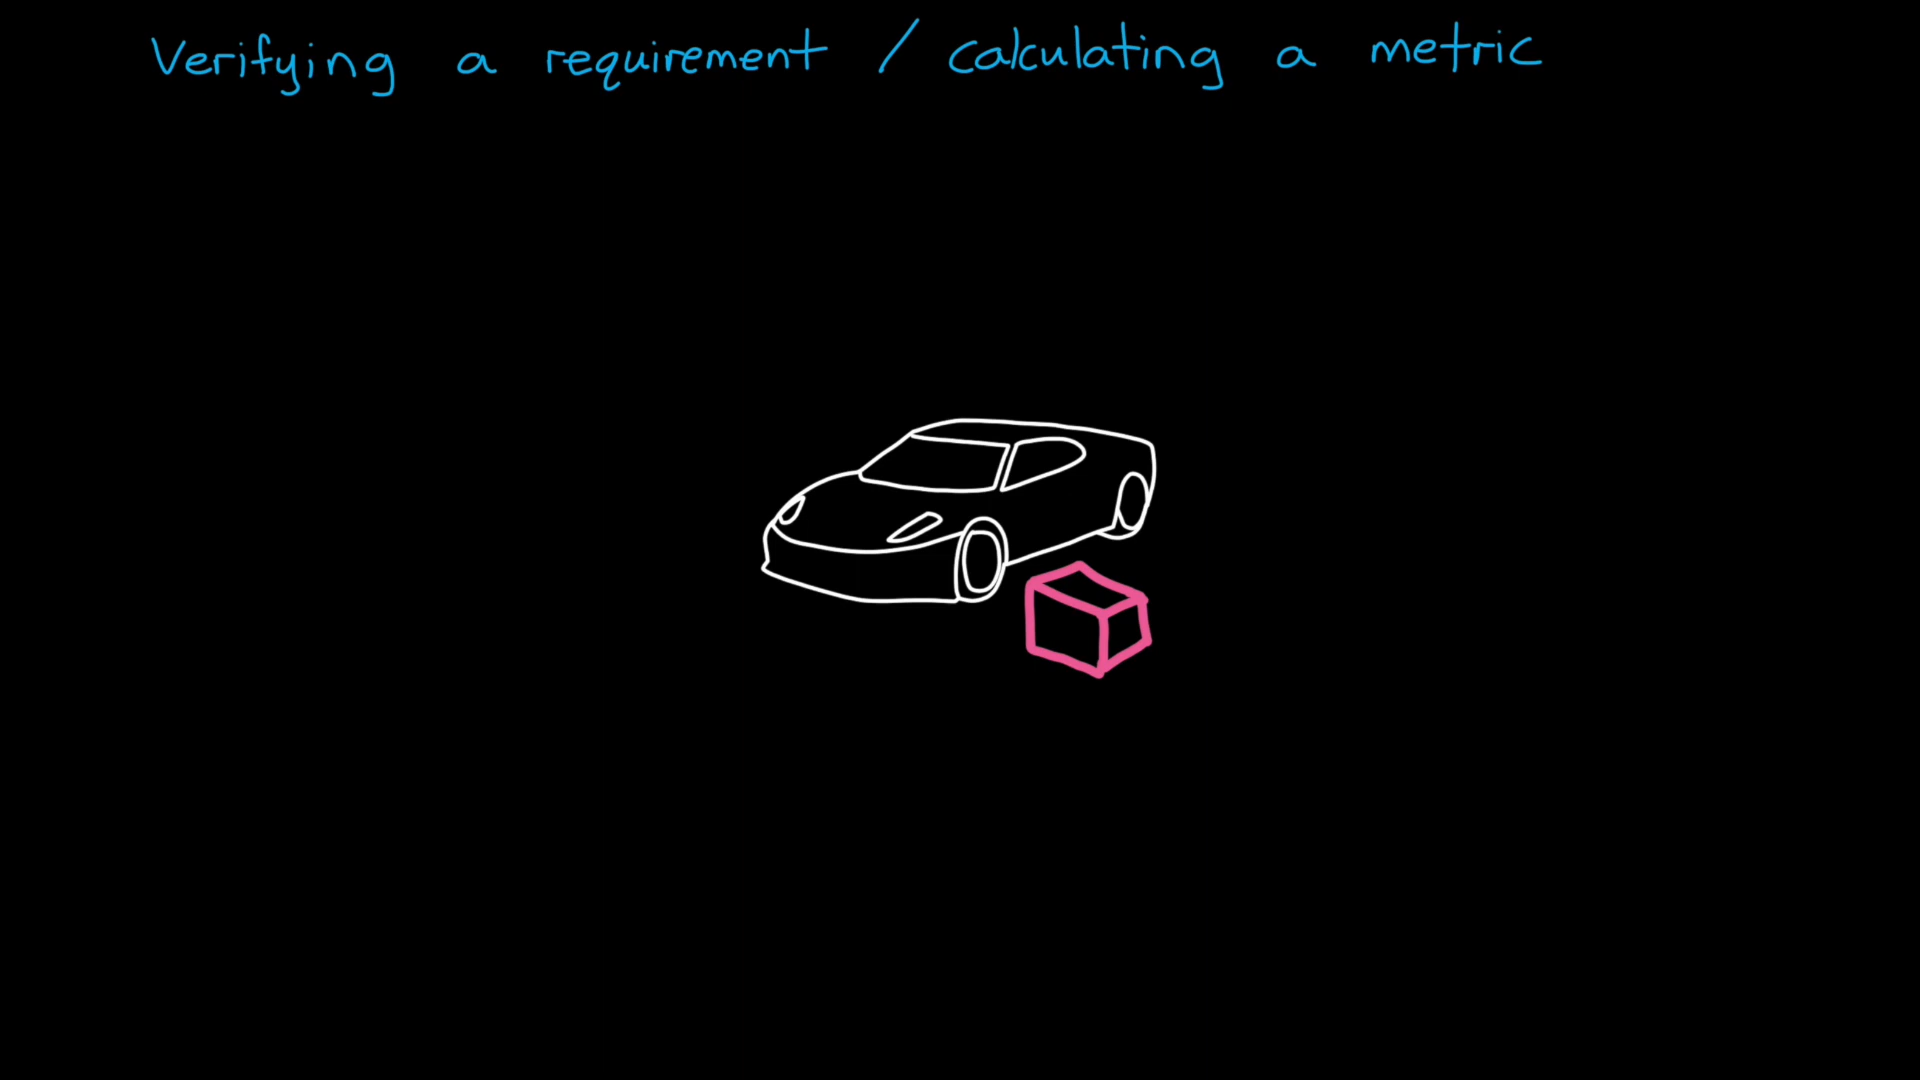 Verifying a requirement / calculating a metric